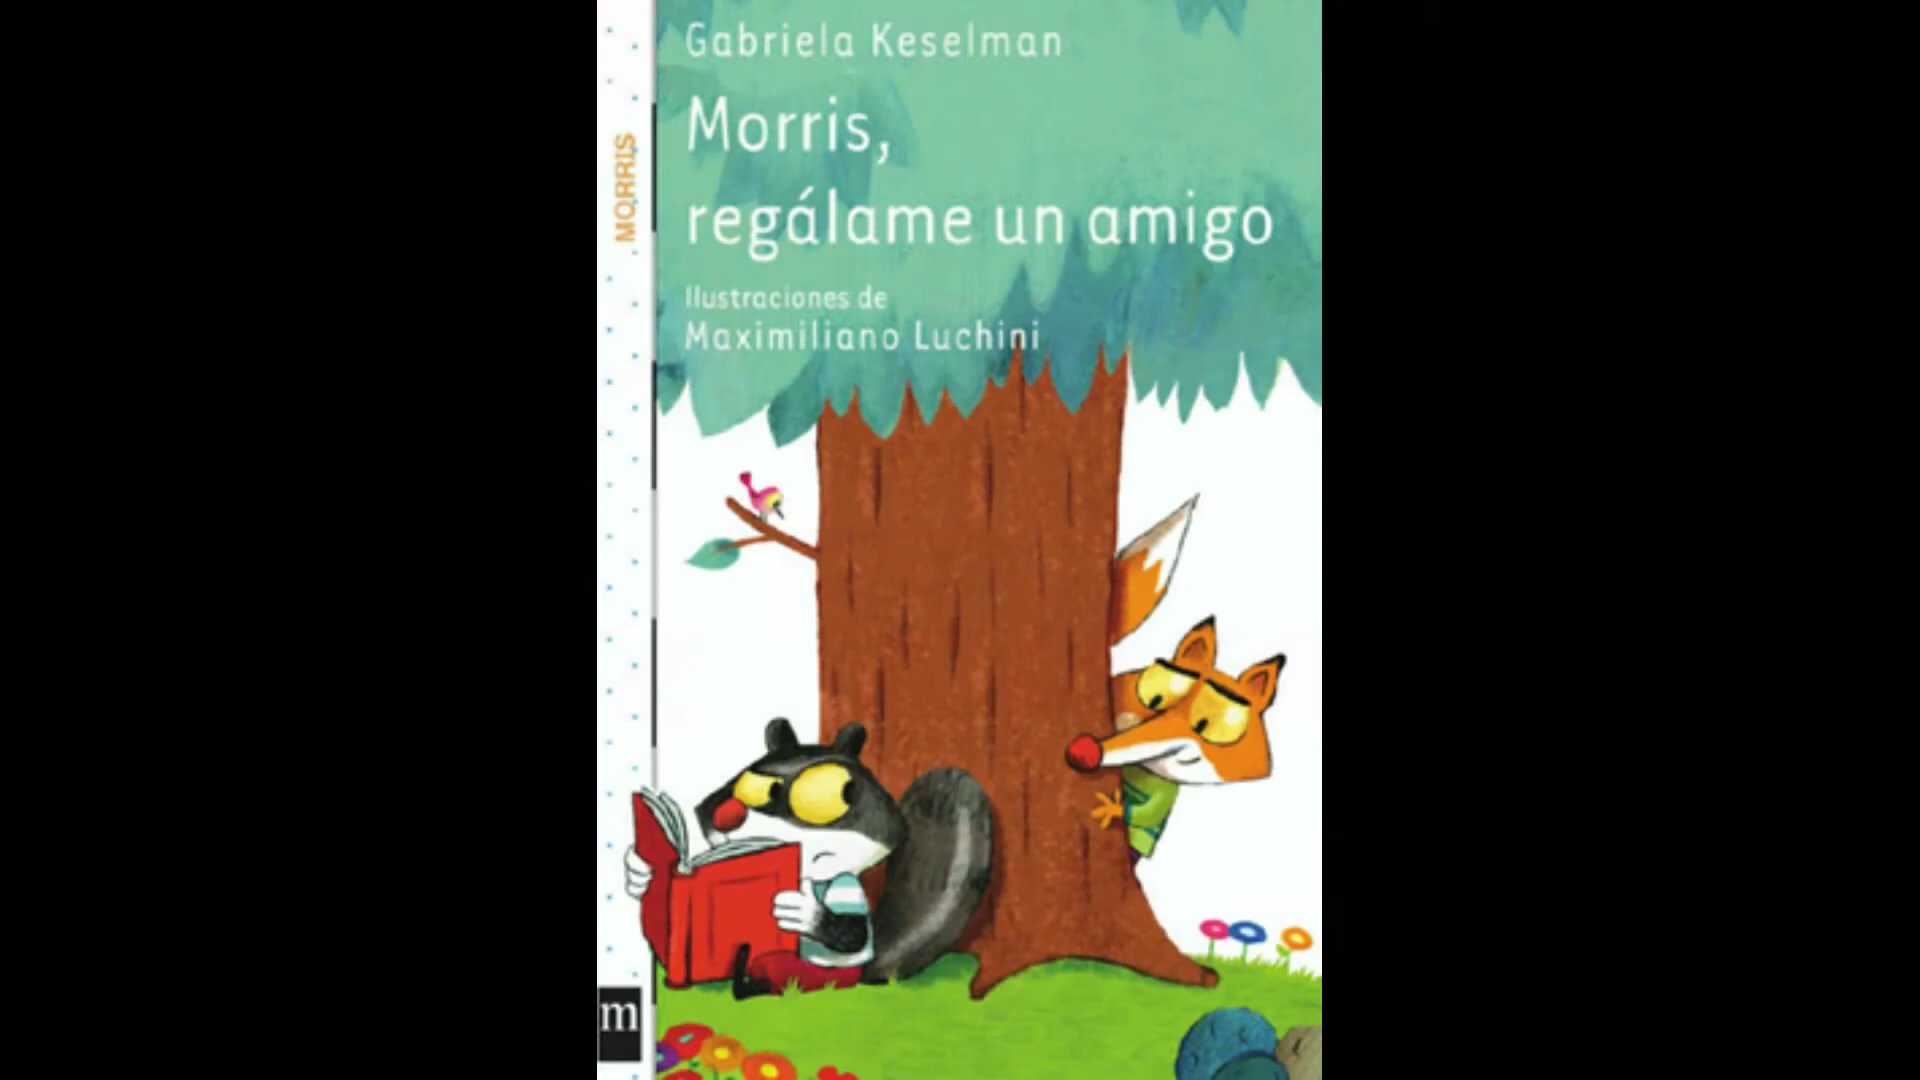 Gabriela Keselman
Morris,
regálame un amigo
Ilustraciones de
Maximiliano Luchini
MORRIS
m